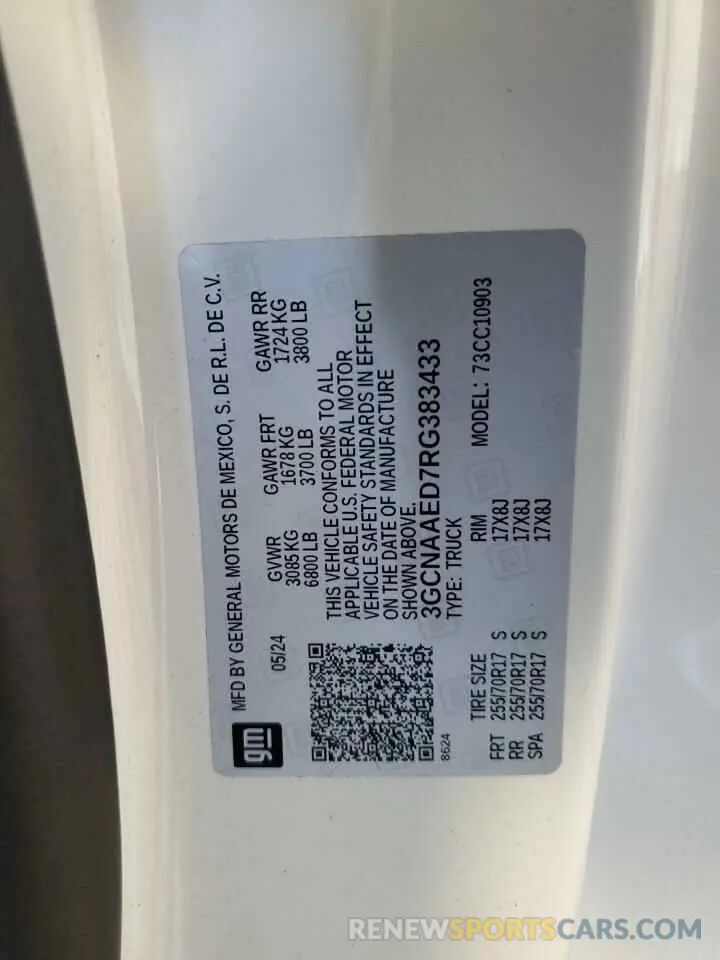 gm
MFD BY GENERAL MOTORS DE MEXICO, S. DE R.L. DE C.V.
05/24 GVWR GAWR FRT GAWR RR
3085 KG 1678 KG 1724 KG
6800 LB 3700 LB 3800 LB
THIS VEHICLE CONFORMS TO ALL
APPLICABLE U.S. FEDERAL MOTOR
VEHICLE SAFETY STANDARDS IN EFFECT
ON THE DATE OF MANUFACTURE
SHOWN ABOVE.
3GCNAAED7RG383433
8624 TYPE: TRUCK
TIRE SIZE RIM MODEL: 73CC10903
FRT 255/70R17 S 17X8J
RR 255/70R17 S 17X8J
SPA 255/70R17 S 17X8J
RENEWSPORTSCARS.COM